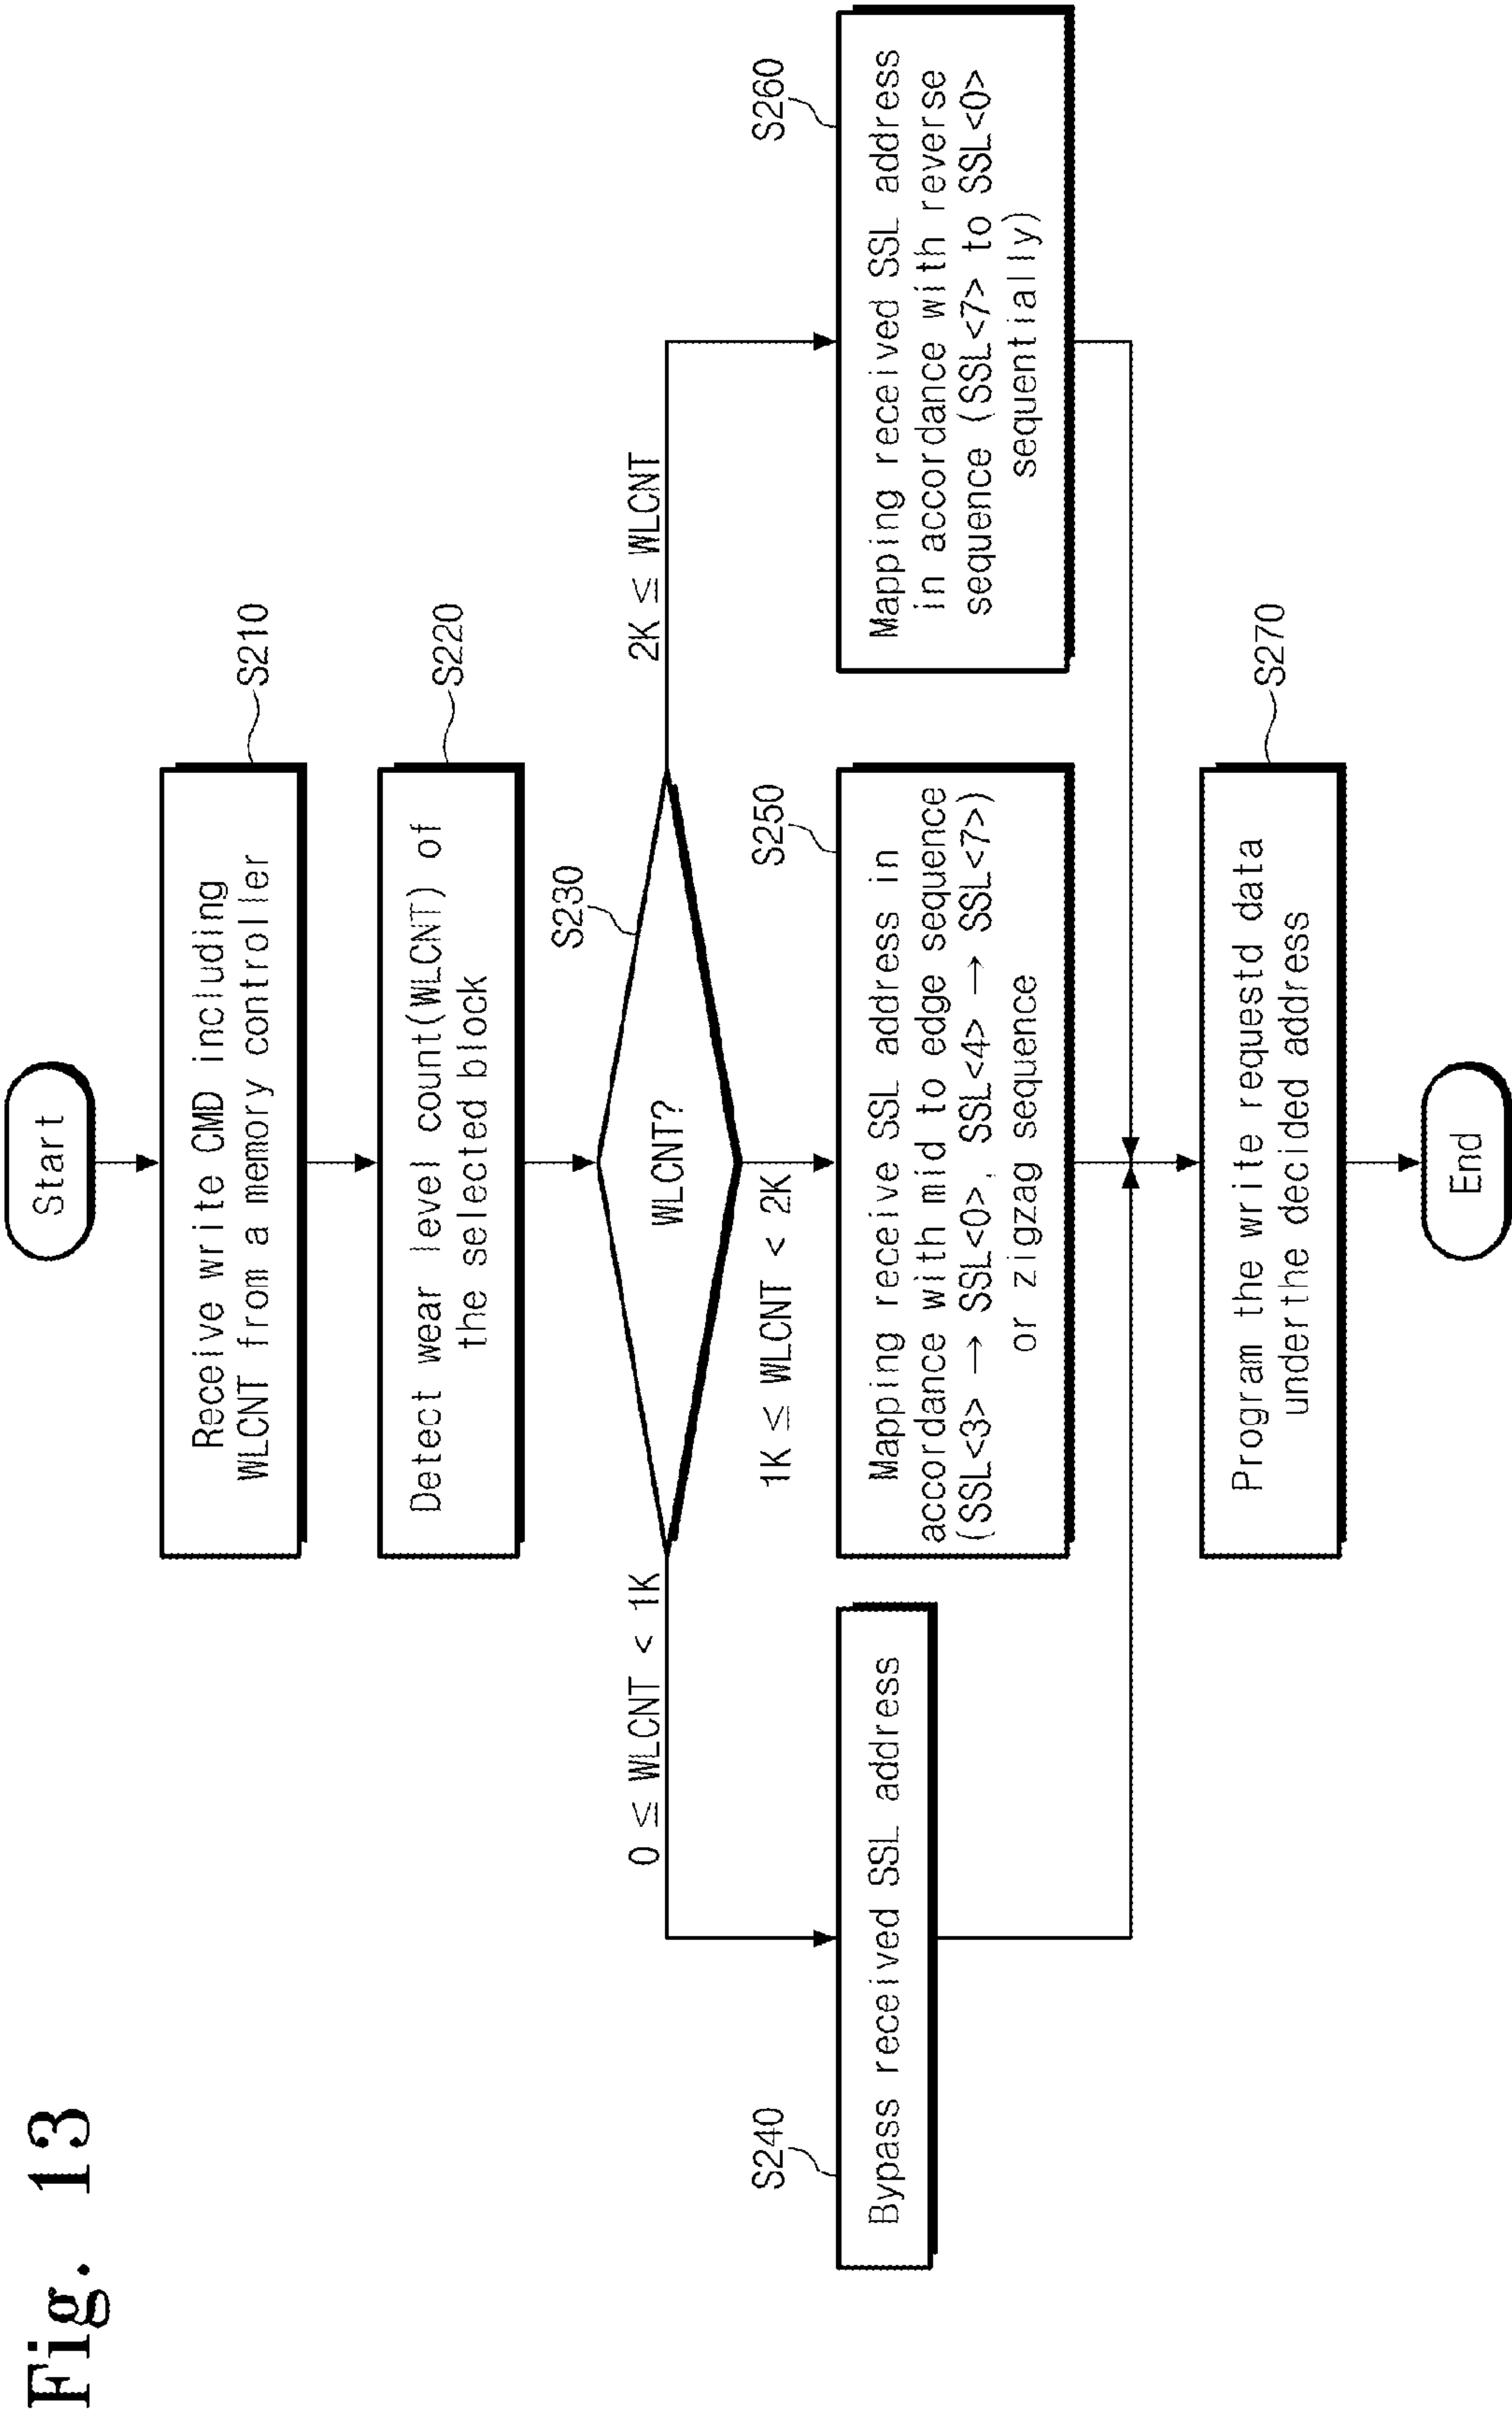 Fig. 13
Start
Receive write CMD including
WLCNT from a memory controller
S210
Detect wear level count(WLCNT) of
the selected block
S220
WLCNT?
S230
0 ≤ WLCNT < 1K
1K ≤ WLCNT < 2K
2K ≤ WLCNT
S240
Bypass received SSL address
S250
Mapping receive SSL address in
accordance with mid to edge sequence
(SSL<3> → SSL<0>, SSL<4> → SSL<7>)
or zigzag sequence
S260
Mapping received SSL address
in accordance with reverse
sequence (SSL<7> to SSL<0>
sequentially)
Program the write requestd data
underthe decided address
S270
End